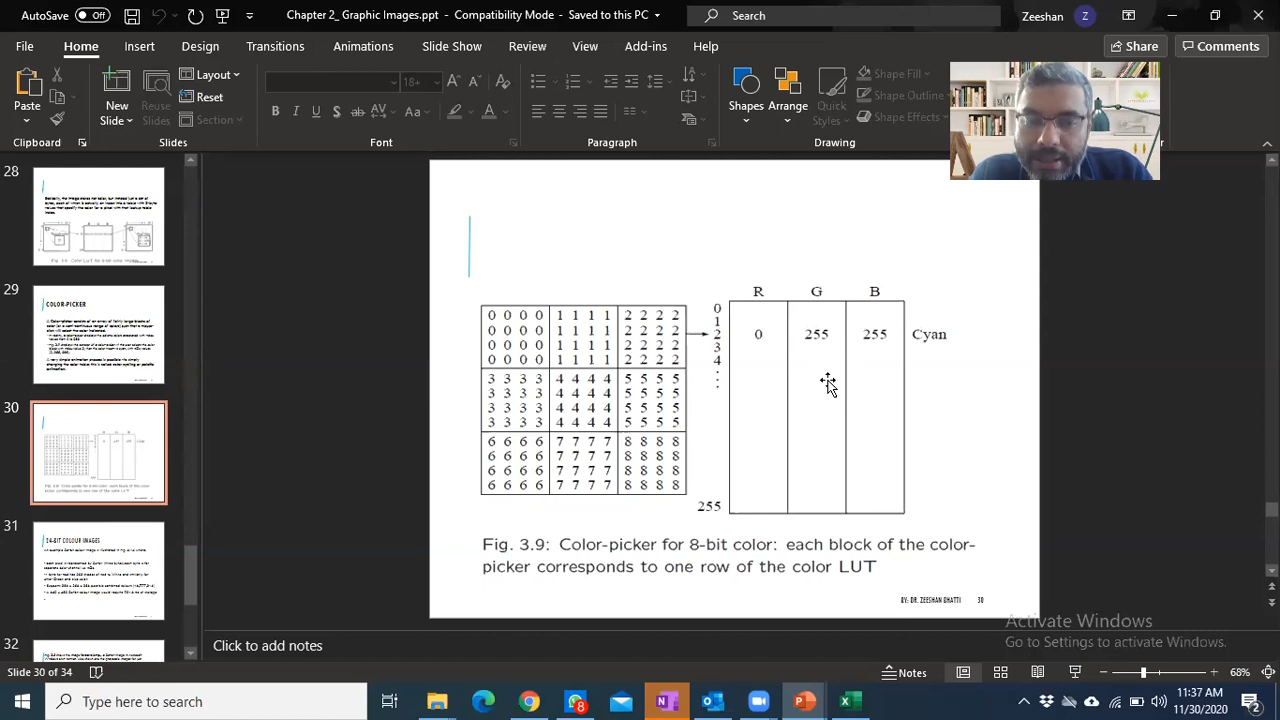 AutoSave Off
Chapter 2_ Graphic Images.ppt - Compatibility Mode - Saved to this PC
Search
Zeeshan
Z
File Home Insert Design Transitions Animations Slide Show Review View Add-ins Help
Share
Comments
Paste
New Slide
Reuse Slides
Layout
Reset
Section
18+
Shapes
Arrange
Quick Styles
Shape Fill
Shape Outline
Shape Effects
Clipboard
Slides
Font
Paragraph
Drawing
28
29
COLOR-PICKER
30
31
24-BIT COLOUR IMAGES
32
R G B
0 0 0 0 1 1 1 1 2 2 2 2
0 0 0 0 1 1 1 1 2 2 2 2
0 0 0 0 1 1 1 1 2 2 2 2
0 0 0 0 1 1 1 1 2 2 2 2
3 3 3 3 4 4 4 4 5 5 5 5
3 3 3 3 4 4 4 4 5 5 5 5
3 3 3 3 4 4 4 4 5 5 5 5
3 3 3 3 4 4 4 4 5 5 5 5
6 6 6 6 7 7 7 7 8 8 8 8
6 6 6 6 7 7 7 7 8 8 8 8
6 6 6 6 7 7 7 7 8 8 8 8
6 6 6 6 7 7 7 7 8 8 8 8
0
1
2 0 255 255 Cyan
3
4
255
Fig. 3.9: Color-picker for 8-bit color: each block of the color-
picker corresponds to one row of the color LUT
BY: DR. ZEESHAN BHATTI 30
Activate Windows
Go to Settings to activate Windows.
Click to add notes
Slide 30 of 34
Notes
68%
Type here to search
8
11:37 AM
11/30/2020
2